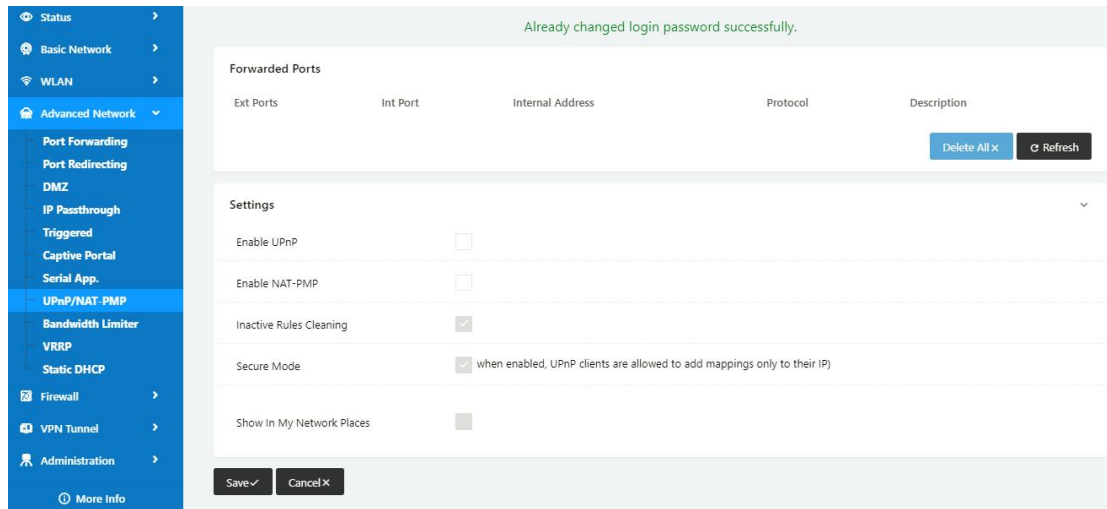 Status
Basic Network
WLAN
Advanced Network
Port Forwarding
Port Redirecting
DMZ
IP Passthrough
Triggered
Captive Portal
Serial App.
UPnP/NAT-PMP
Bandwidth Limiter
VRRP
Static DHCP
Firewall
VPN Tunnel
Administration
More Info
Already changed login password successfully.
Forwarded Ports
Ext Ports Int Port Internal Address Protocol Description
Delete All × Refresh
Settings
Enable UPnP
Enable NAT-PMP
Inactive Rules Cleaning
Secure Mode when enabled, UPnP clients are allowed to add mappings only to their IP)
Show In My Network Places
Save✓ Cancel×